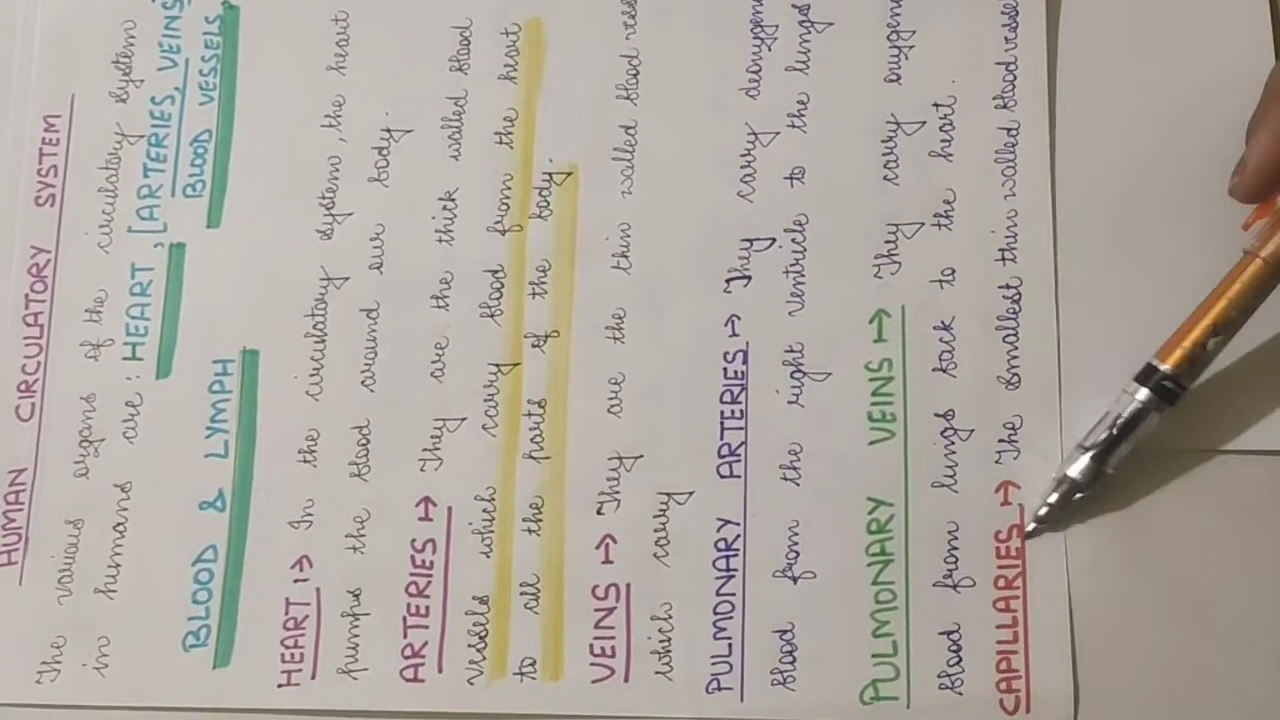 HUMAN CIRCULATORY SYSTEM
The various organs of the circulatory system
in humans are : HEART , [ARTERIES, VEINS
BLOOD VESSELS,
BLOOD & LYMPH
HEART ↦ In the circulatory system, the heart
pumps the blood around our body.
ARTERIES ↦ They are the thick walled blood
vessels which carry blood from the heart
to all the parts of the body.
VEINS ↦ They are the thin walled blood vess
which carry
PULMONARY ARTERIES ↦ They carry deoxygen
blood from the right ventricle to the lungs
PULMONARY VEINS ↦ They carry oxygen
blood from lungs back to the heart.
CAPILLARIES ↦ The smallest thin walled blood vesse